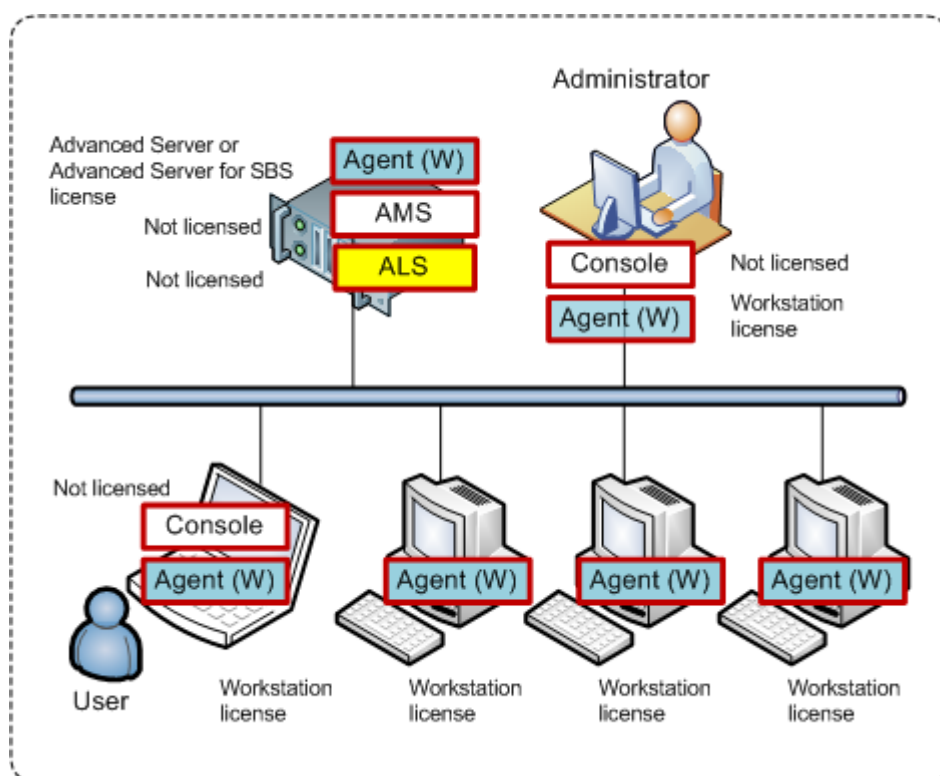 Administrator
Advanced Server or
Advanced Server for SBS
license
Agent (W)
Not licensed
AMS
Not licensed
ALS
Console
Not licensed
Agent (W)
Workstation
license
Not licensed
Console
Agent (W)
Agent (W)
Agent (W)
Agent (W)
User
Workstation
license
Workstation
license
Workstation
license
Workstation
license